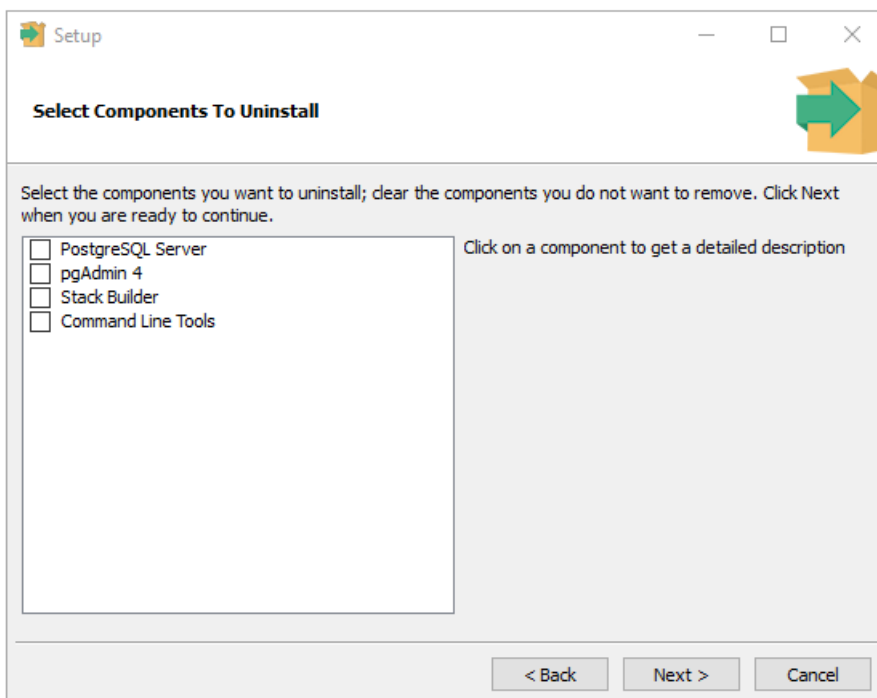 Setup
Select Components To Uninstall
Select the components you want to uninstall; clear the components you do not want to remove. Click Next
when you are ready to continue.
PostgreSQL Server
pgAdmin 4
Stack Builder
Command Line Tools
Click on a component to get a detailed description
< Back
Next >
Cancel